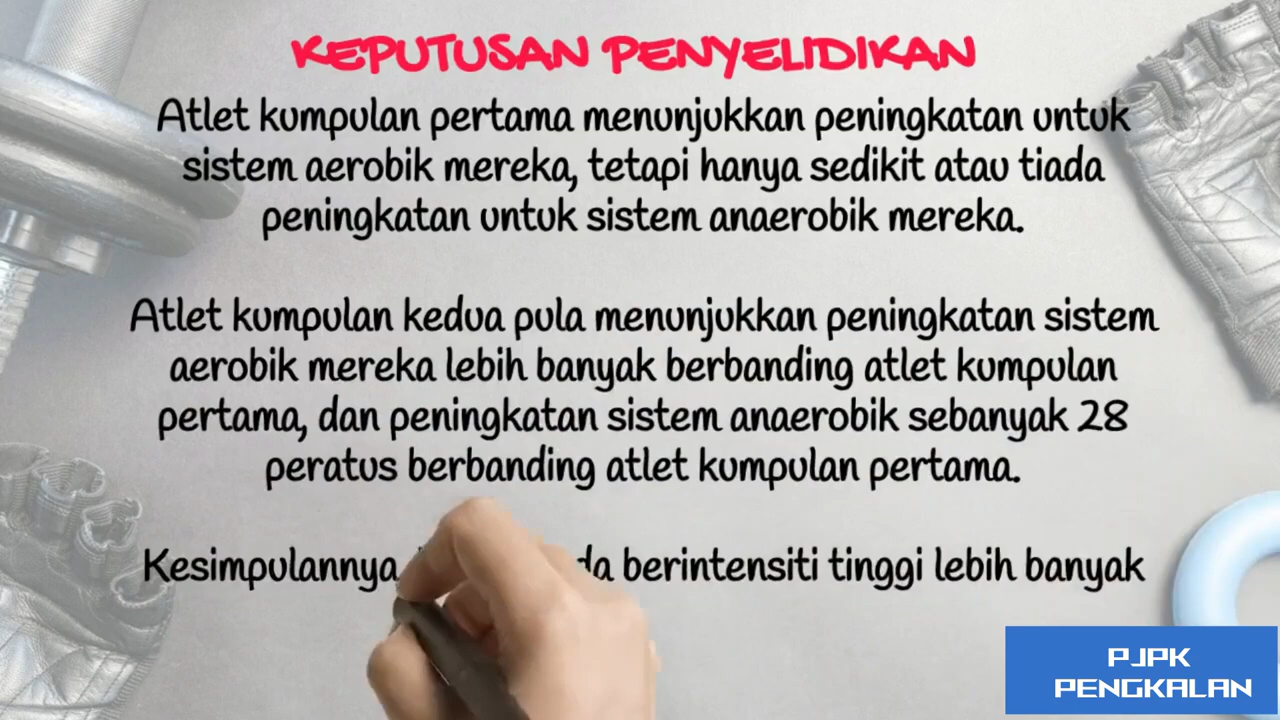 KEPUTUSAN PENYELIDIKAN
Atlet kumpulan pertama menunjukkan peningkatan untuk
sistem aerobik mereka, tetapi hanya sedikit atau tiada
peningkatan untuk sistem anaerobik mereka.
Atlet kumpulan kedua pula menunjukkan peningkatan sistem
aerobik mereka lebih banyak berbanding atlet kumpulan
pertama, dan peningkatan sistem anaerobik sebanyak 28
peratus berbanding atlet kumpulan pertama.
Kesimpulannya berintensiti tinggi lebih banyak
PJPK
PENGKALAN